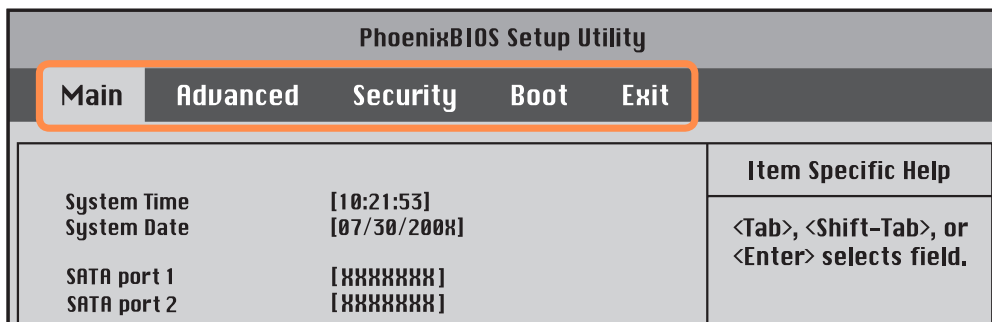 PhoenixBIOS Setup Utility
Main Advanced Security Boot Exit
System Time [10:21:53]
System Date [07/30/200X]
SATA port 1 [XXXXXXX]
SATA port 2 [XXXXXXX]
Item Specific Help
<Tab>, <Shift-Tab>, or
<Enter> selects field.